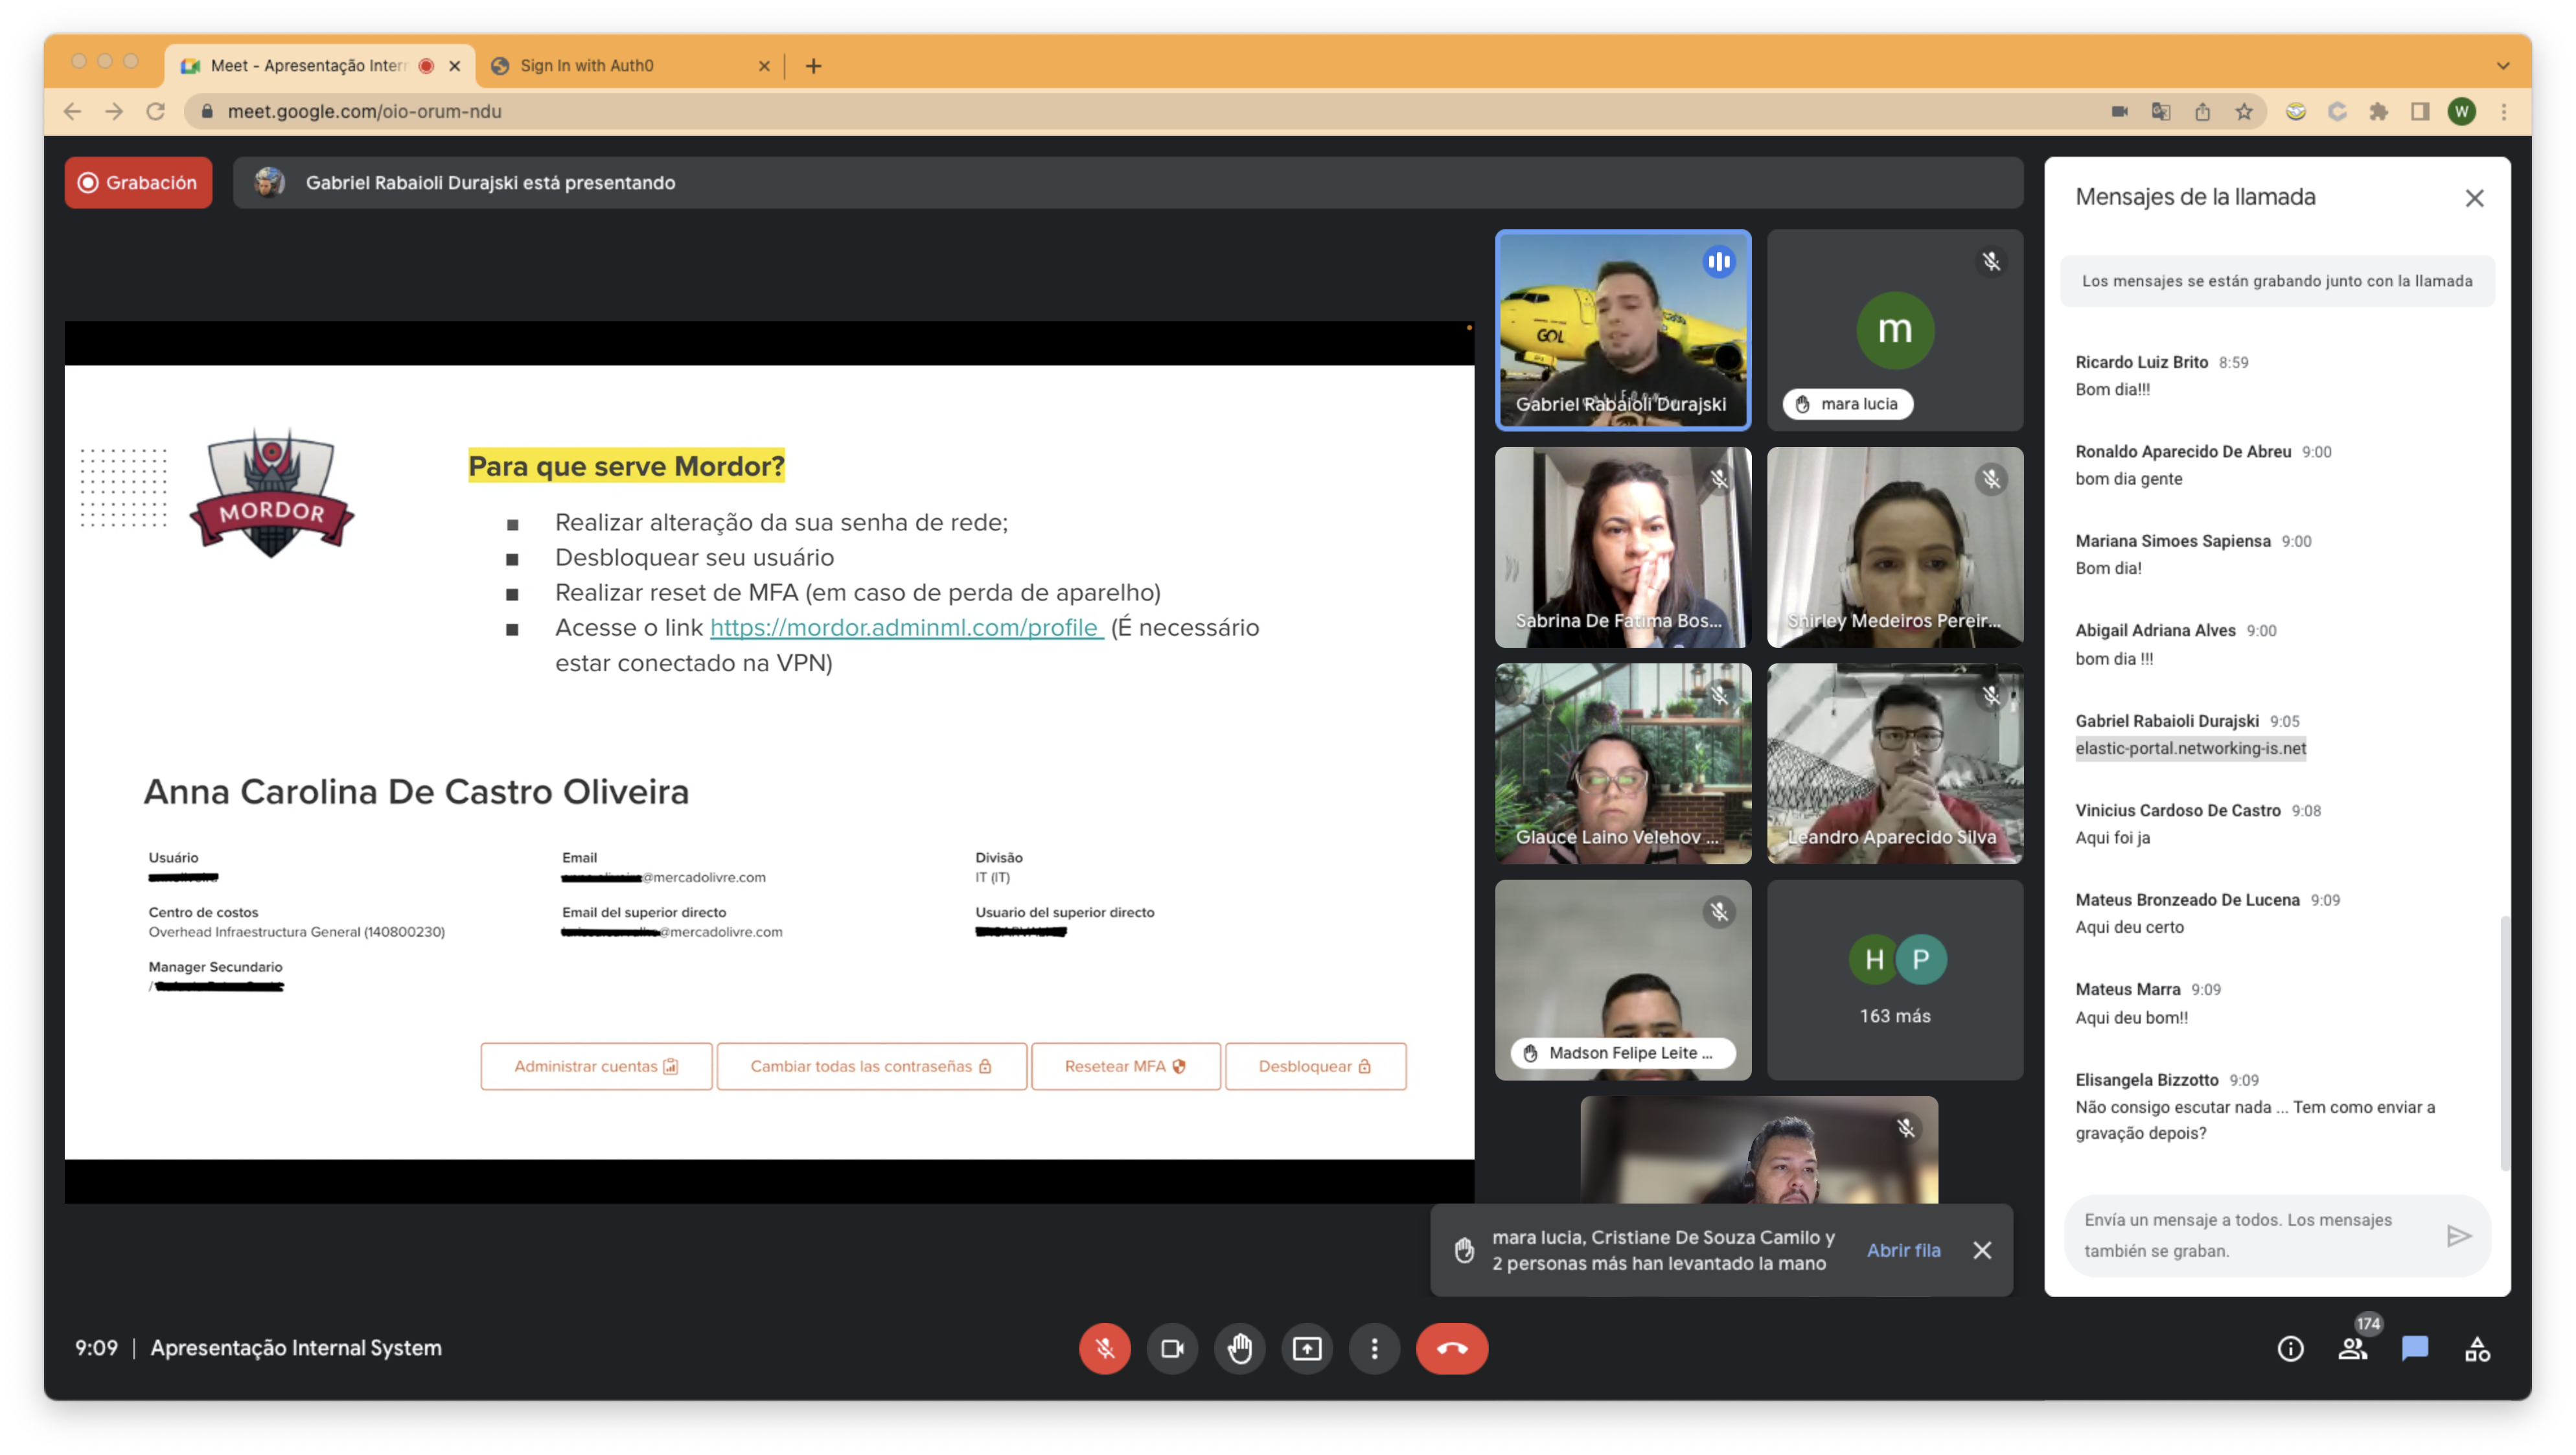 Meet - Apresentação Inter
Sign In with Auth0
meet.google.com/oio-orum-ndu
W
Grabación
Gabriel Rabaioli Durajski está presentando
MORDOR
Para que serve Mordor?
Realizar alteração da sua senha de rede;
Desbloquear seu usuário
Realizar reset de MFA (em caso de perda de aparelho)
Acesse o link https://mordor.adminml.com/profile (É necessário
estar conectado na VPN)
Anna Carolina De Castro Oliveira
Usuário
Email
@mercadolivre.com
Divisão
IT (IT)
Centro de costos
Overhead Infraestructura General (140800230)
Email del superior directo
@mercadolivre.com
Usuario del superior directo
Manager Secundario
/
Administrar cuentas
Cambiar todas las contraseñas
Resetear MFA
Desbloquear
GOL
Gabriel Rabaioli Durajski
m
mara lucia
Sabrina De Fatima Bos...
Shirley Medeiros Pereir...
Glauce Laino Velehov ...
Leandro Aparecido Silva
Madson Felipe Leite ...
H P
163 más
mara lucia, Cristiane De Souza Camilo y
2 personas más han levantado la mano
Abrir fila
Mensajes de la llamada
Los mensajes se están grabando junto con la llamada
Ricardo Luiz Brito 8:59
Bom dia!!!
Ronaldo Aparecido De Abreu 9:00
bom dia gente
Mariana Simoes Sapiensa 9:00
Bom dia!
Abigail Adriana Alves 9:00
bom dia !!!
Gabriel Rabaioli Durajski 9:05
elastic-portal.networking-is.net
Vinicius Cardoso De Castro 9:08
Aqui foi ja
Mateus Bronzeado De Lucena 9:09
Aqui deu certo
Mateus Marra 9:09
Aqui deu bom!!
Elisangela Bizzotto 9:09
Não consigo escutar nada ... Tem como enviar a
gravação depois?
Envía un mensaje a todos. Los mensajes
también se graban.
9:09 | Apresentação Internal System
174